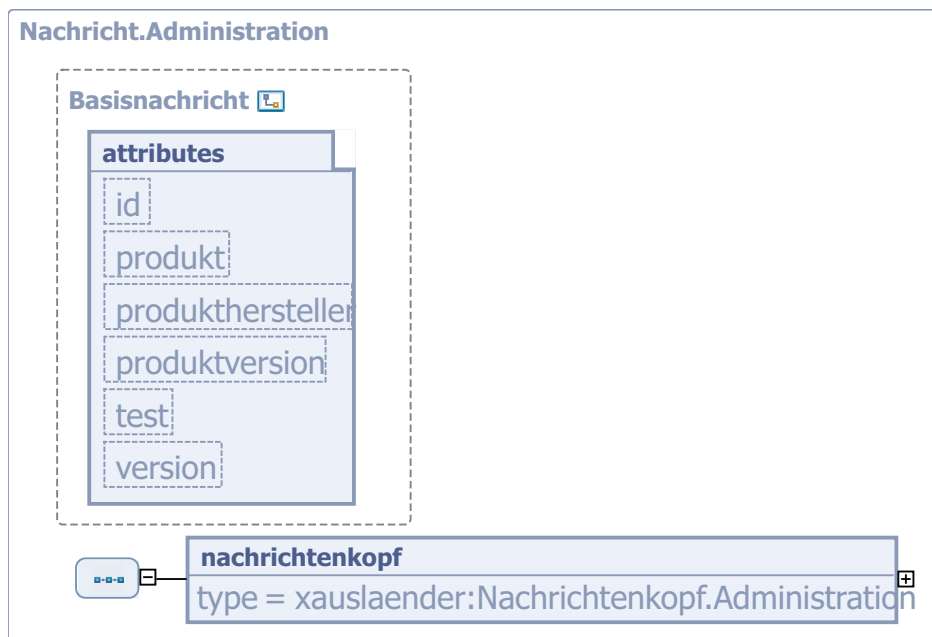 Nachricht.Administration
Basisnachricht
attributes
id
produkt
produkthersteller
produktversion
test
version
nachrichtenkopf
type = xauslaender:Nachrichtenkopf.Administration